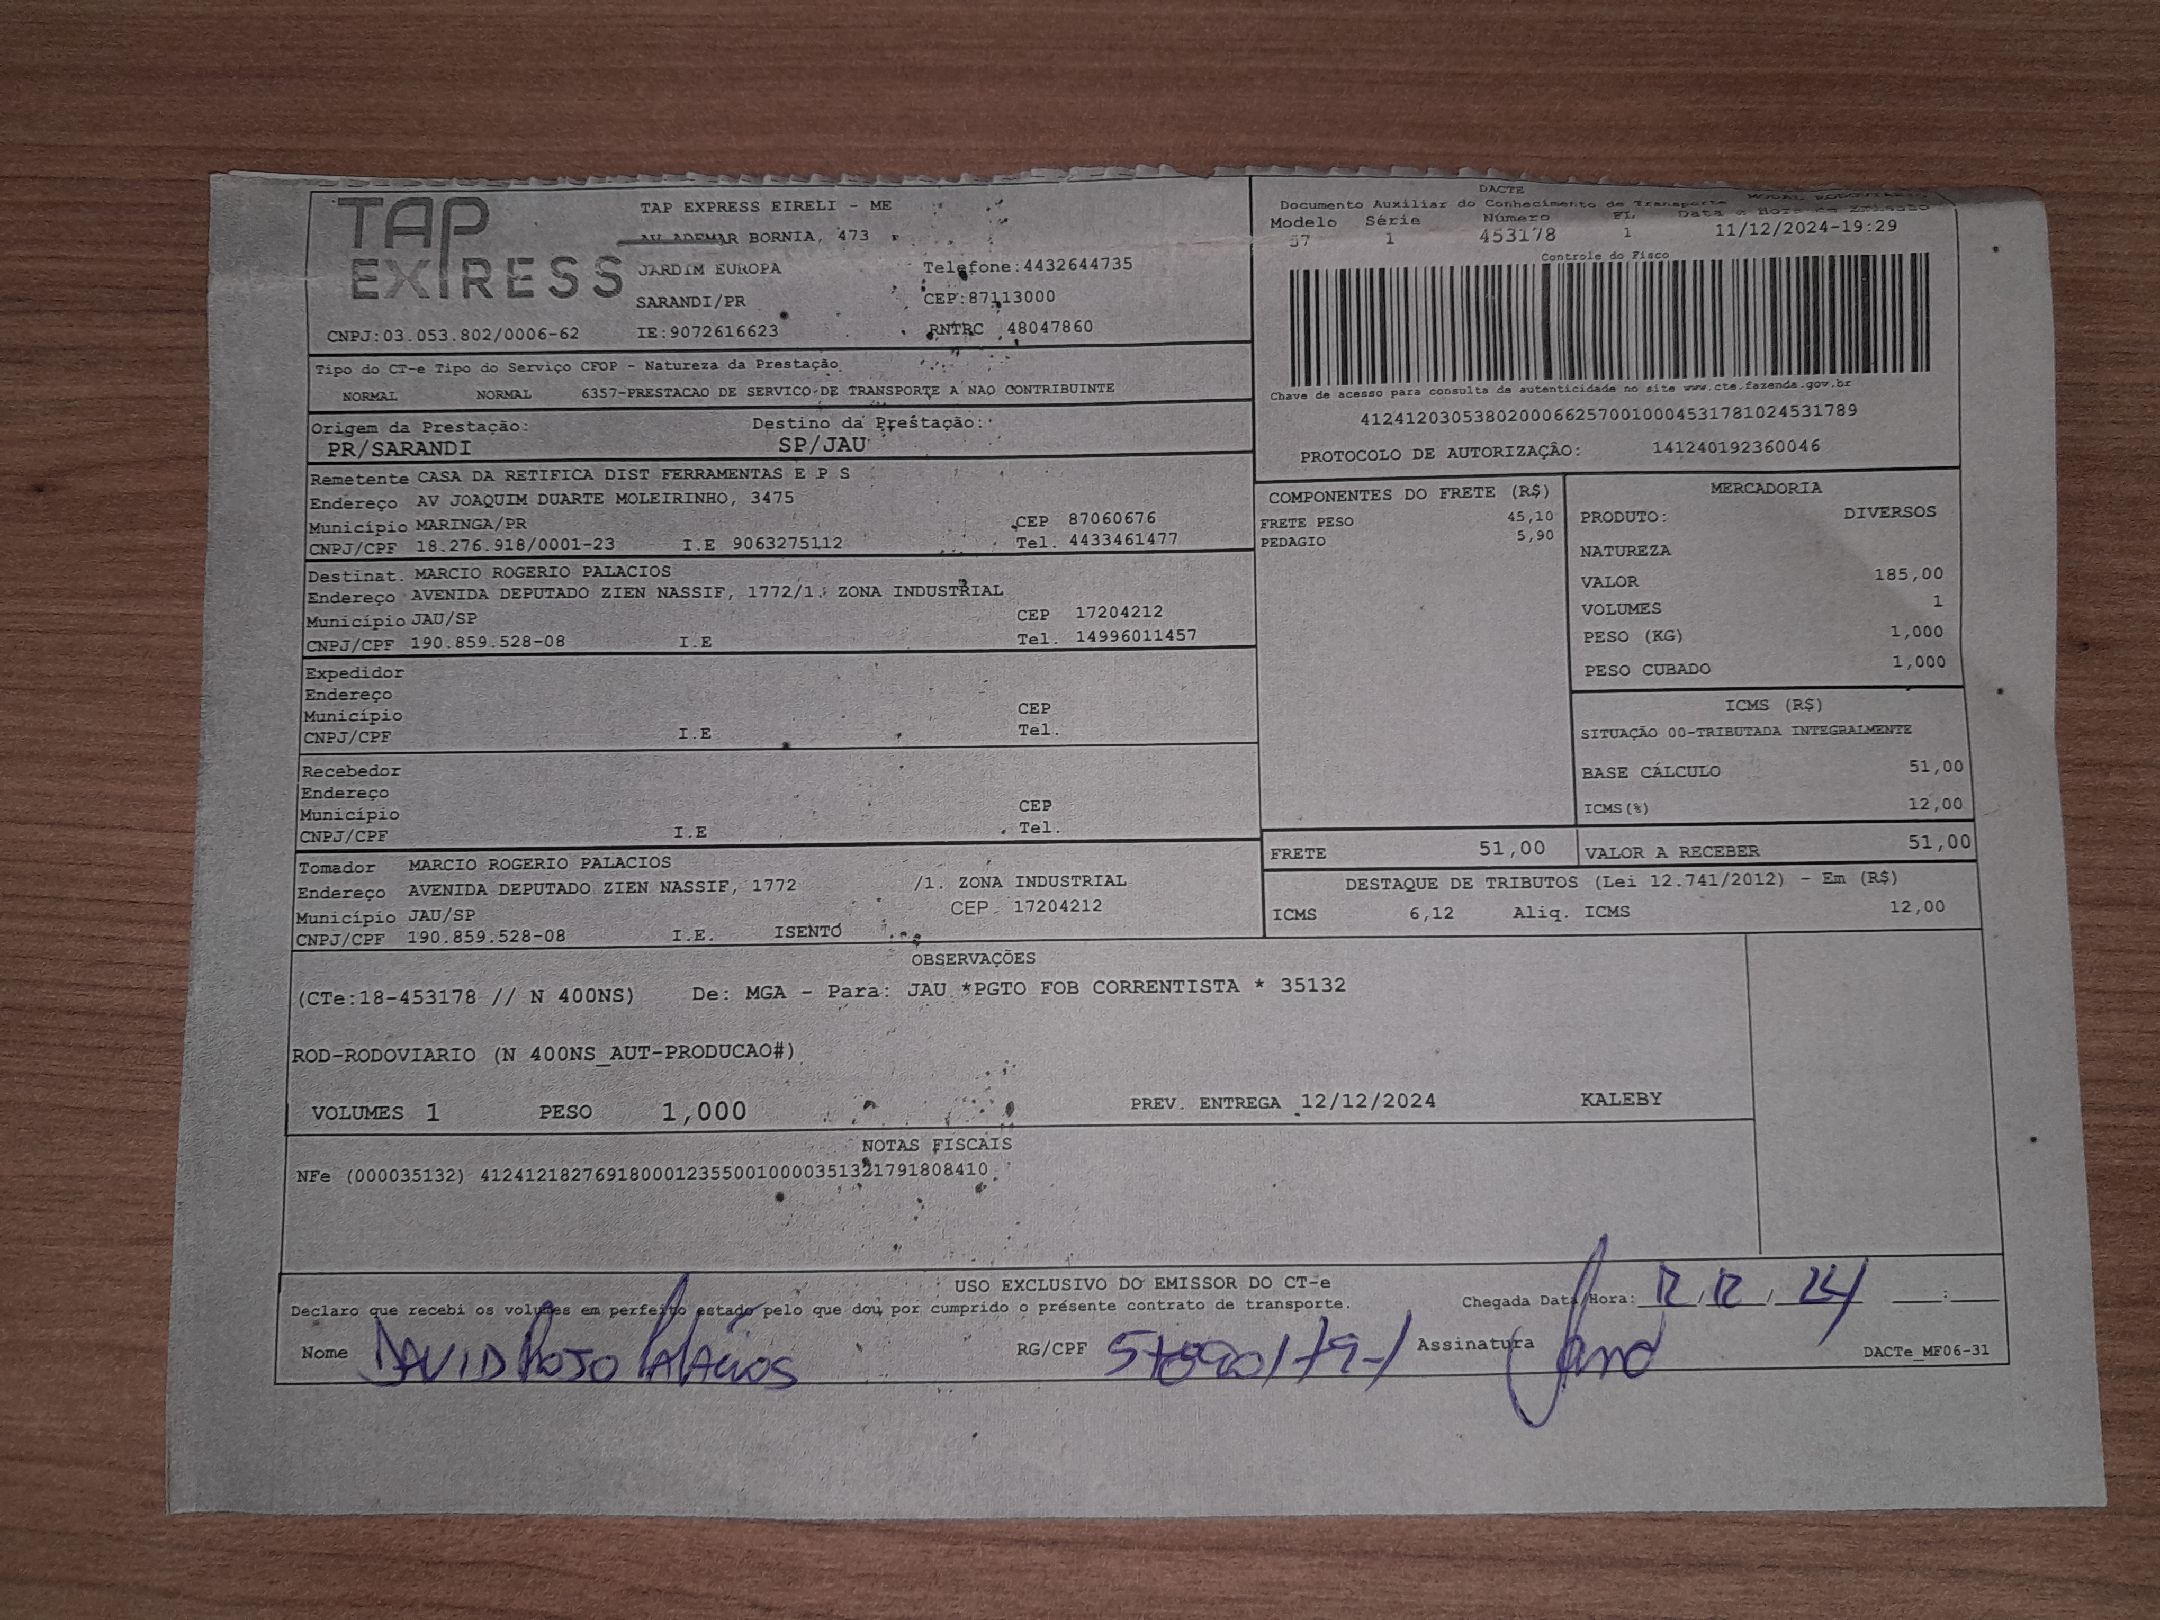 TAP EXPRESS
TAP EXPRESS EIRELI - ME
AV ADEMAR BORNIA, 473
JARDIM EUROPA Telefone:4432644735
SARANDI/PR CEP:87113000
CNPJ:03.053.802/0006-62 IE:9072616623 RNTRC 48047860
DACTE
Documento Auxiliar do Conhecimento de Transporte MODAL RODOVIARIO
Modelo Série Número FL Data e Hora de Emissão
57 1 453178 1 11/12/2024-19:29
Controle do Fisco
Chave de acesso para consulta de autenticidade no site www.cte.fazenda.gov.br
41241203053802000662570010004531781024531789
PROTOCOLO DE AUTORIZAÇÃO: 141240192360046
Tipo do CT-e Tipo do Serviço CFOP - Natureza da Prestação
NORMAL NORMAL 6357-PRESTACAO DE SERVICO DE TRANSPORTE A NAO CONTRIBUINTE
Origem da Prestação: Destino da Prestação:
PR/SARANDI SP/JAU
Remetente CASA DA RETIFICA DIST FERRAMENTAS E P S
Endereço AV JOAQUIM DUARTE MOLEIRINHO, 3475
Município MARINGA/PR CEP 87060676
CNPJ/CPF 18.276.918/0001-23 I.E 9063275112 Tel. 4433461477
Destinat. MARCIO ROGERIO PALACIOS
Endereço AVENIDA DEPUTADO ZIEN NASSIF, 1772/1. ZONA INDUSTRIAL
Município JAU/SP CEP 17204212
CNPJ/CPF 190.859.528-08 I.E Tel. 14996011457
Expedidor
Endereço
Município CEP
CNPJ/CPF I.E Tel.
Recebedor
Endereço
Município CEP
CNPJ/CPF I.E Tel.
Tomador MARCIO ROGERIO PALACIOS
Endereço AVENIDA DEPUTADO ZIEN NASSIF, 1772 /1. ZONA INDUSTRIAL
Município JAU/SP CEP 17204212
CNPJ/CPF 190.859.528-08 I.E. ISENTO
COMPONENTES DO FRETE (R$)
FRETE PESO 45,10
PEDAGIO 5,90
MERCADORIA
PRODUTO: DIVERSOS
NATUREZA
VALOR 185,00
VOLUMES 1
PESO (KG) 1,000
PESO CUBADO 1,000
ICMS (R$)
SITUAÇÃO 00-TRIBUTADA INTEGRALMENTE
BASE CÁLCULO 51,00
ICMS(%) 12,00
FRETE 51,00 VALOR A RECEBER 51,00
DESTAQUE DE TRIBUTOS (Lei 12.741/2012) - Em (R$)
ICMS 6,12 Aliq. ICMS 12,00
OBSERVAÇÕES
(CTe:18-453178 // N 400NS) De: MGA - Para: JAU *PGTO FOB CORRENTISTA * 35132
ROD-RODOVIARIO (N 400NS_AUT-PRODUCAO#)
VOLUMES 1 PESO 1,000 PREV. ENTREGA 12/12/2024 KALEBY
NOTAS FISCAIS
NFe (000035132) 41241218276918000123550010000351321791808410
USO EXCLUSIVO DO EMISSOR DO CT-e
Declaro que recebi os volumes em perfeito estado pelo que dou por cumprido o présente contrato de transporte. Chegada Data/Hora: 12, 12, 24 :
Nome DAVID ROJO PALÁCIOS RG/CPF Assinatura
DACTe_MF06-31